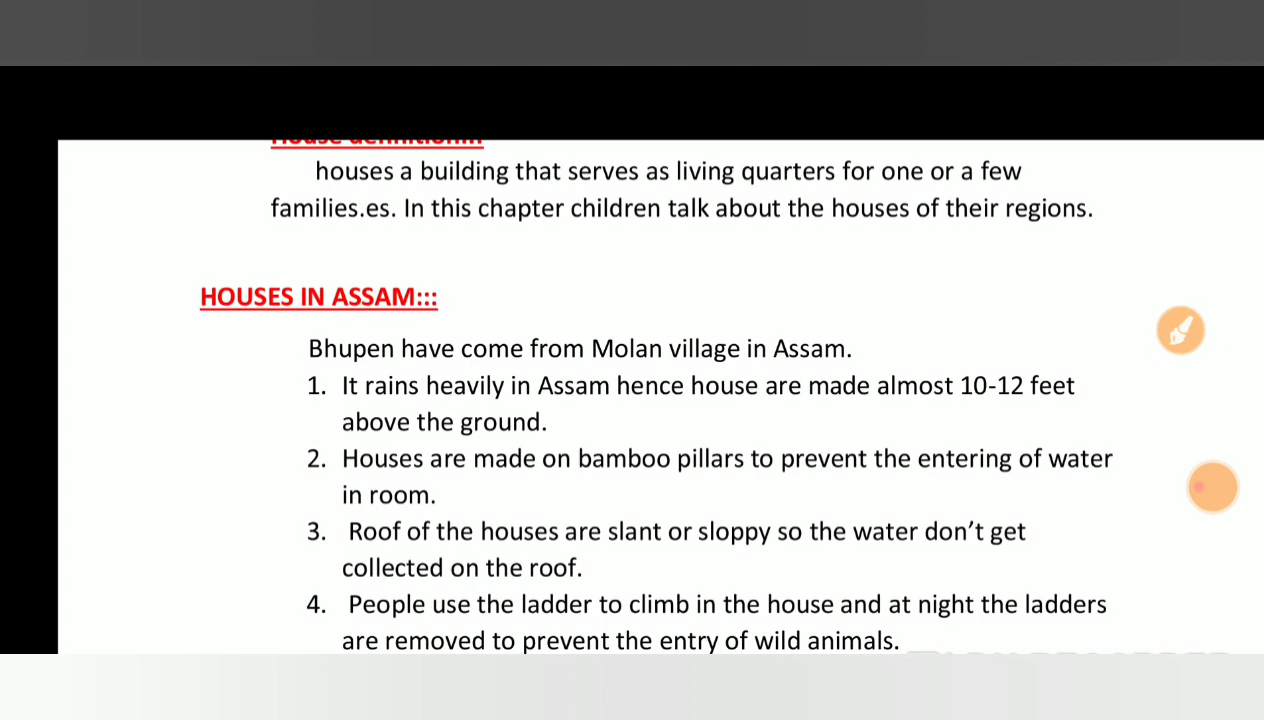 House definition:::
houses a building that serves as living quarters for one or a few
families.es. In this chapter children talk about the houses of their regions.
HOUSES IN ASSAM:::
Bhupen have come from Molan village in Assam.
1. It rains heavily in Assam hence house are made almost 10-12 feet
above the ground.
2. Houses are made on bamboo pillars to prevent the entering of water
in room.
3. Roof of the houses are slant or sloppy so the water don’t get
collected on the roof.
4. People use the ladder to climb in the house and at night the ladders
are removed to prevent the entry of wild animals.